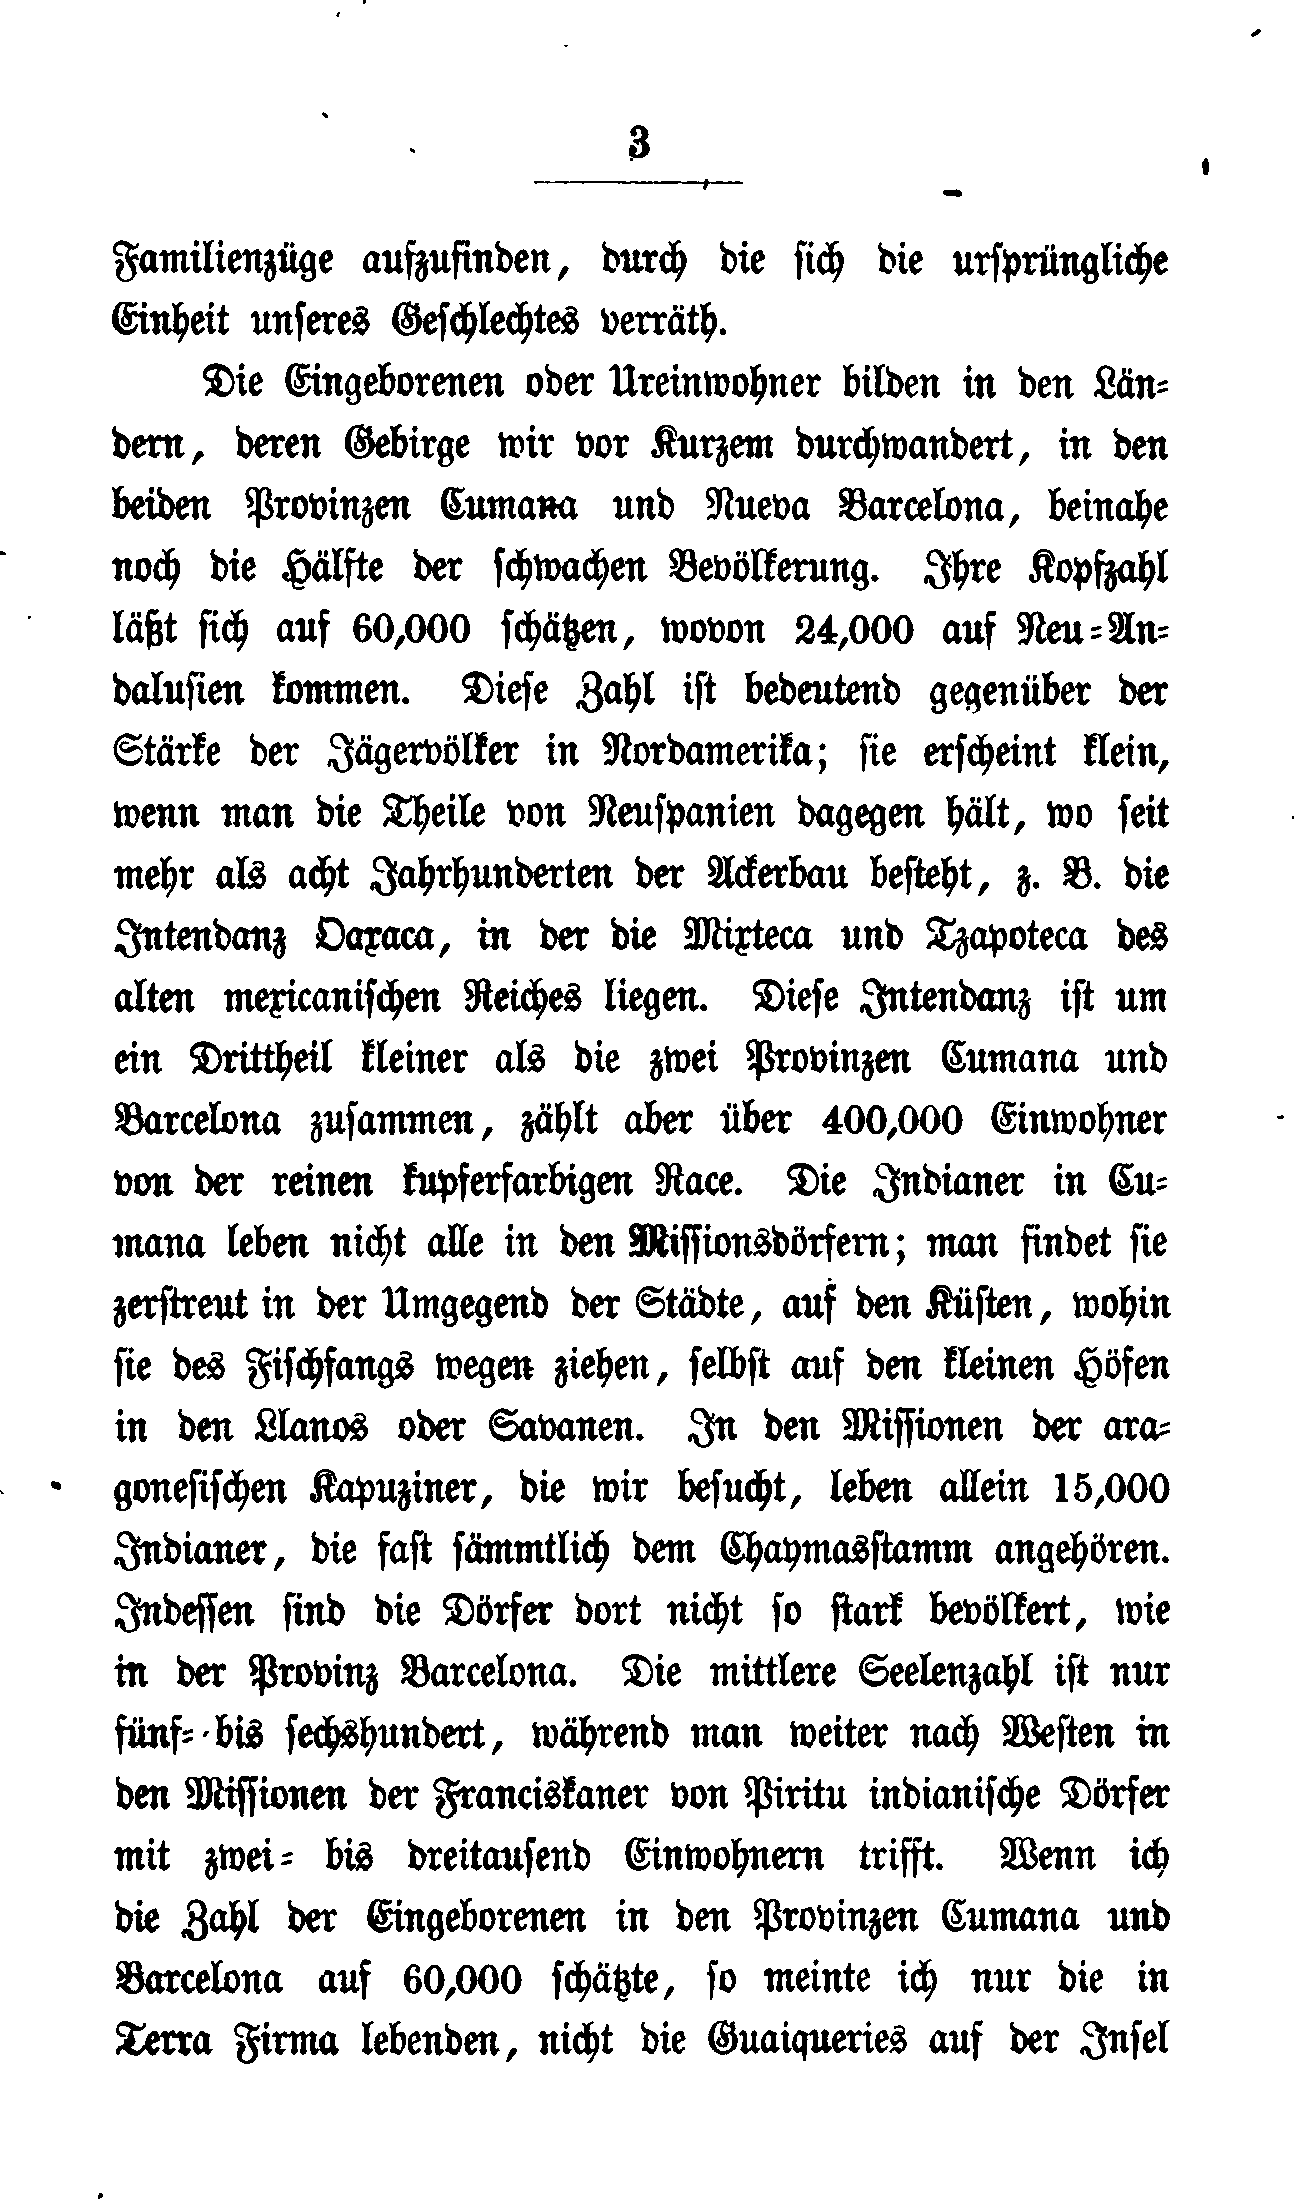 3
Familienzüge aufzufinden, durch die sich die ursprüngliche
Einheit unseres Geschlechtes verräth.
Die Eingeborenen oder Ureinwohner bilden in den Län-
dern, deren Gebirge wir vor Kurzem durchwandert, in den
beiden Provinzen Cumana und Nueva Barcelona, beinahe
noch die Hälfte der schwachen Bevölkerung. Ihre Kopfzahl
läßt sich auf 60,000 schätzen, wovon 24,000 auf Neu-An-
dalusien kommen. Diese Zahl ist bedeutend gegenüber der
Stärke der Jägervölker in Nordamerika; sie erscheint klein,
wenn man die Theile von Neuspanien dagegen hält, wo seit
mehr als acht Jahrhunderten der Ackerbau besteht, z. B. die
Intendanz Oaxaca, in der die Mixteca und Tzapoteca des
alten mexicanischen Reiches liegen. Diese Intendanz ist um
ein Drittheil kleiner als die zwei Provinzen Cumana und
Barcelona zusammen, zählt aber über 400,000 Einwohner
von der reinen kupferfarbigen Race. Die Indianer in Cu-
mana leben nicht alle in den Missionsdörfern; man findet sie
zerstreut in der Umgegend der Städte, auf den Küsten, wohin
sie des Fischfangs wegen ziehen, selbst auf den kleinen Höfen
in den Llanos oder Savanen. In den Missionen der ara-
gonesischen Kapuziner, die wir besucht, leben allein 15,000
Indianer, die fast sämmtlich dem Chaymasstamm angehören.
Indessen sind die Dörfer dort nicht so stark bevölkert, wie
in der Provinz Barcelona. Die mittlere Seelenzahl ist nur
fünf- bis sechshundert, während man weiter nach Westen in
den Missionen der Franciskaner von Piritu indianische Dörfer
mit zwei- bis dreitausend Einwohnern trifft. Wenn ich
die Zahl der Eingeborenen in den Provinzen Cumana und
Barcelona auf 60,000 schätzte, so meinte ich nur die in
Terra Firma lebenden, nicht die Guaiqueries auf der Insel